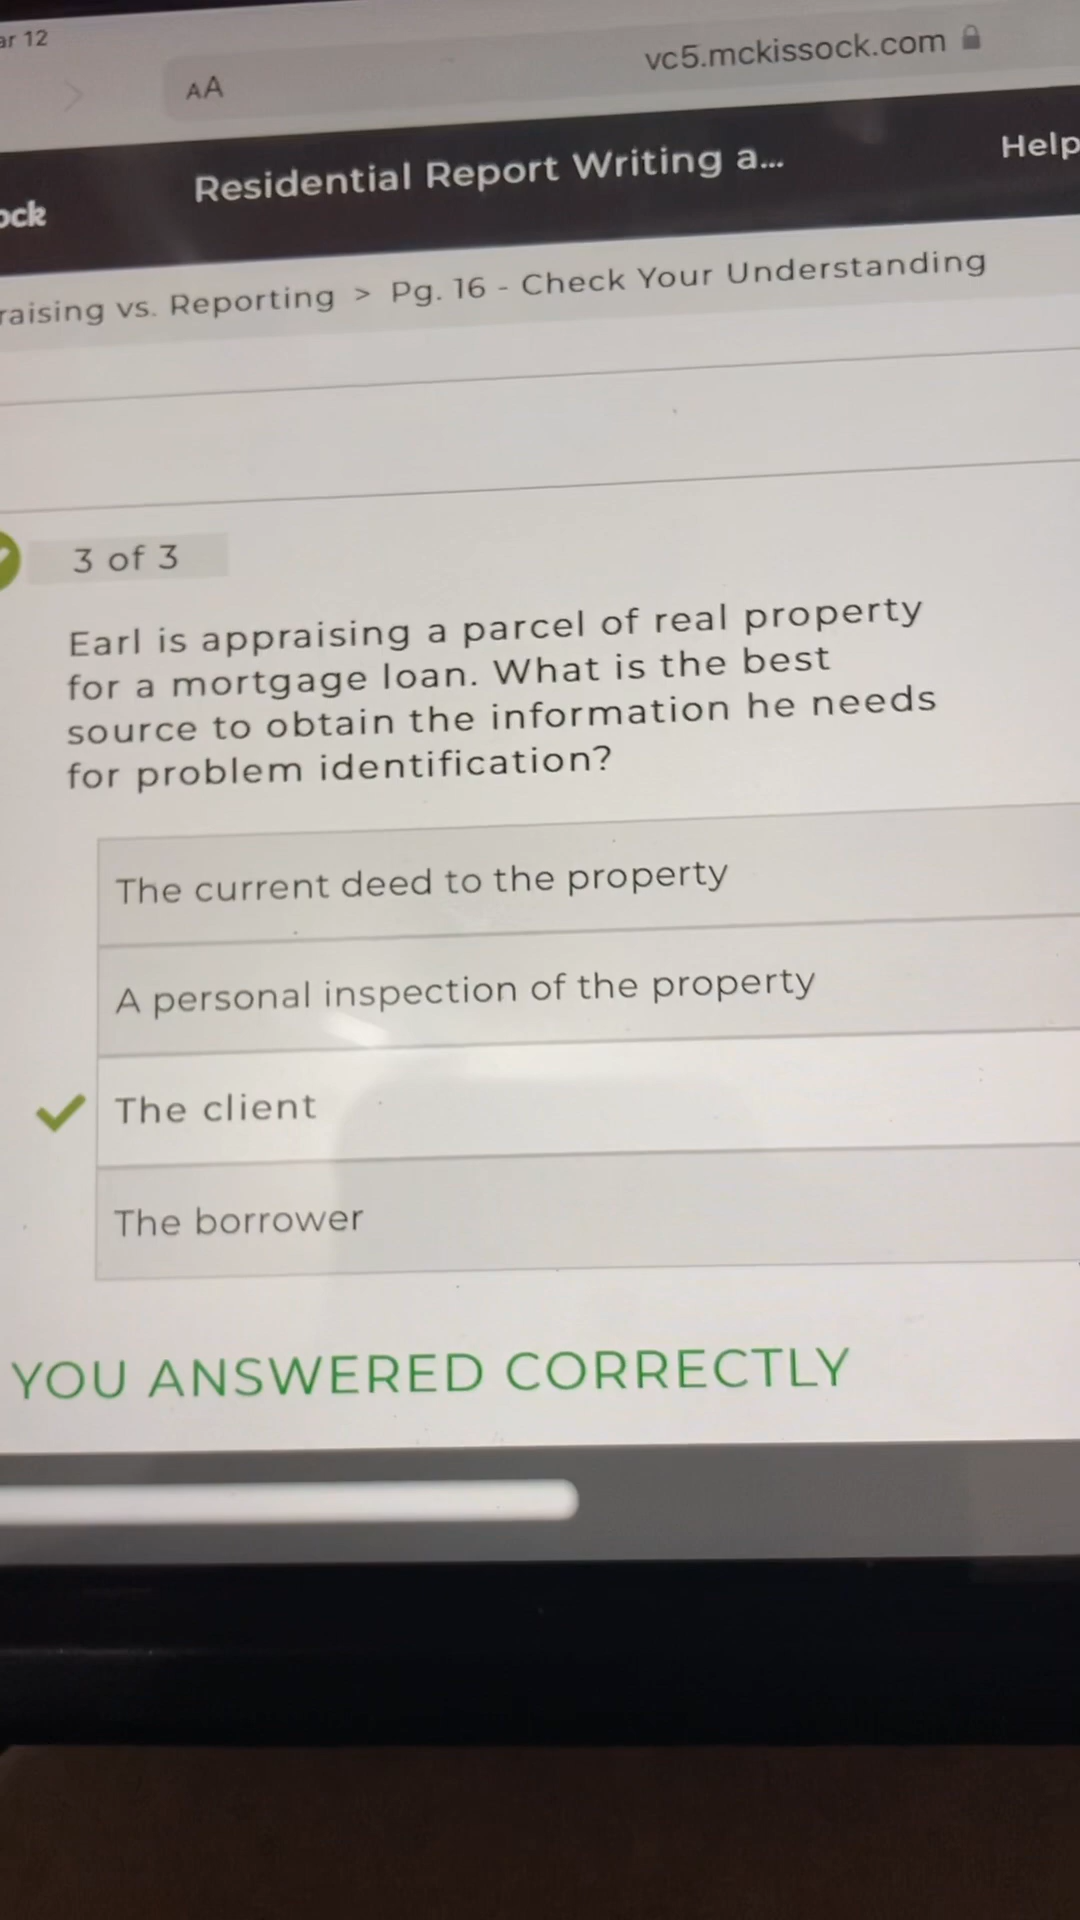 ar 12
AA
vc5.mckissock.com
Residential Report Writing a...
Help
ock
raising vs. Reporting > Pg. 16 - Check Your Understanding
3 of 3
Earl is appraising a parcel of real property
for a mortgage loan. What is the best
source to obtain the information he needs
for problem identification?
The current deed to the property
A personal inspection of the property
The client
The borrower
YOU ANSWERED CORRECTLY